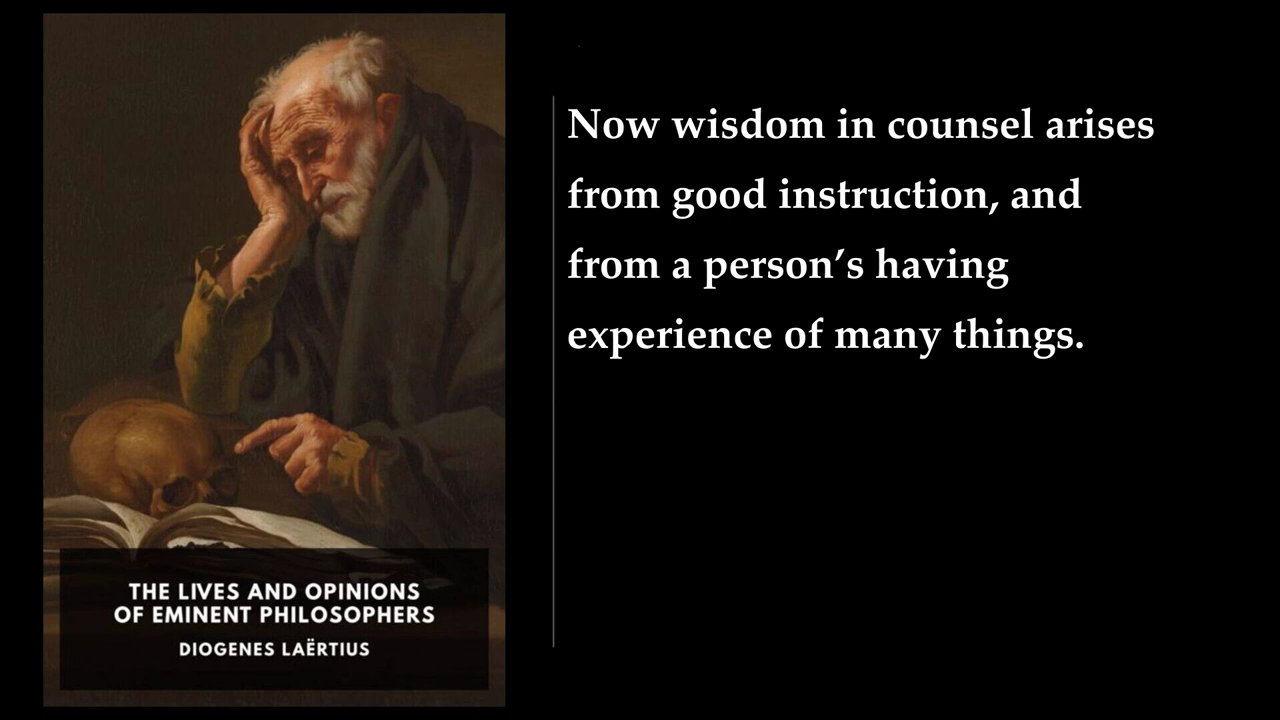 Now wisdom in counsel arises
from good instruction, and
from a person’s having
experience of many things.
THE LIVES AND OPINIONS
OF EMINENT PHILOSOPHERS
DIOGENES LAËRTIUS